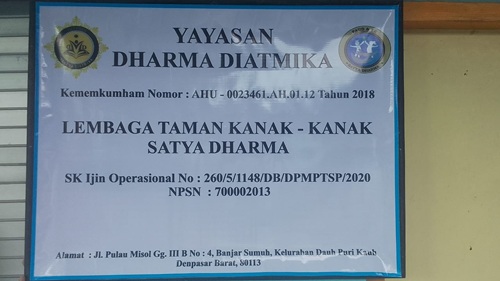 YAYASAN
DHARMA DIATMIKA
Kemenkumham Nomor : AHU - 0023461.AH.01.12 Tahun 2018
LEMBAGA TAMAN KANAK - KANAK
SATYA DHARMA
SK Ijin Operasional No : 260/5/1148/DB/DPMPTSP/2020
NPSN : 700002013
Alamat : Jl. Pulau Misol Gg. III B No : 4, Banjar Sumuh, Kelurahan Dauh Puri Kauh
Denpasar Barat, 80113